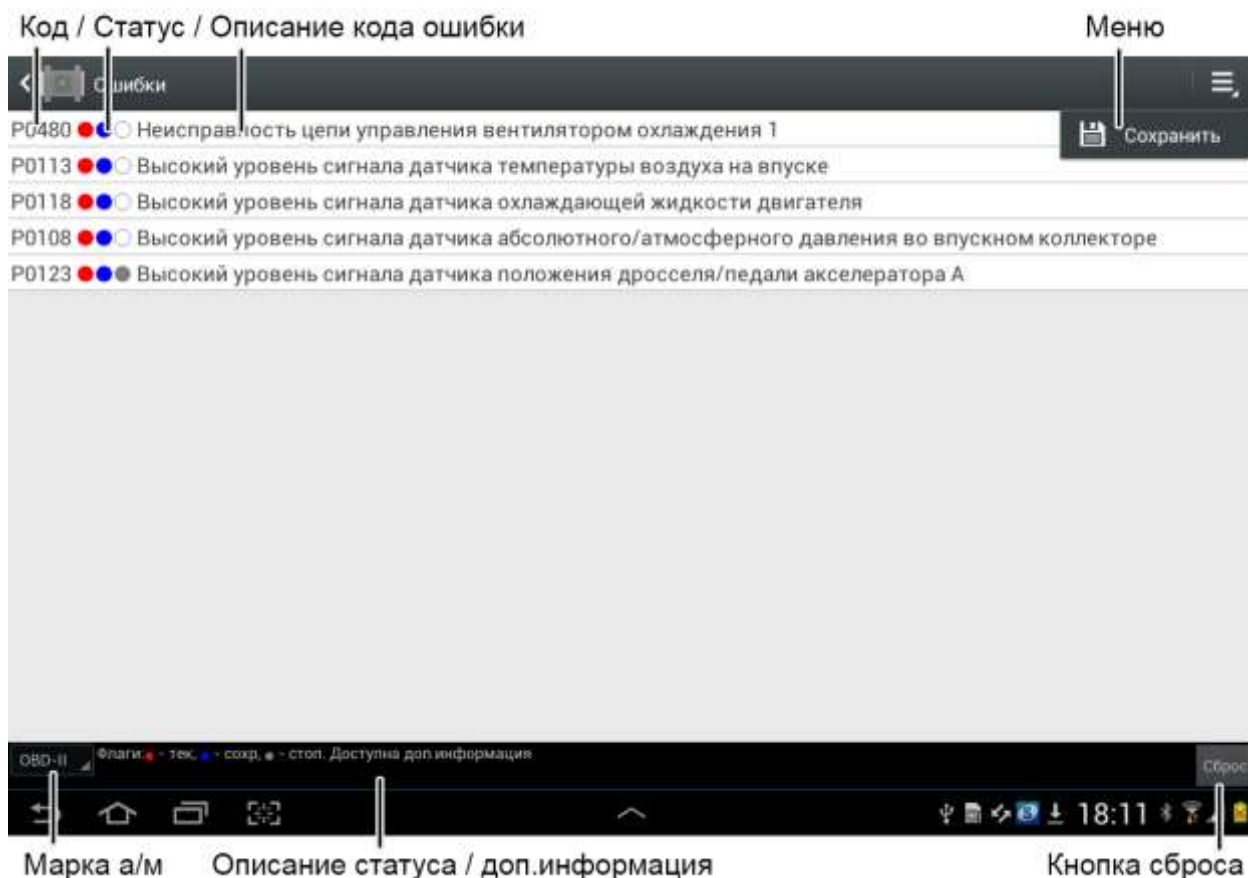 Код / Статус / Описание кода ошибки
Меню
Ошибки
P0480 Неисправность цепи управления вентилятором охлаждения 1
Сохранить
P0113 Высокий уровень сигнала датчика температуры воздуха на впуске
P0118 Высокий уровень сигнала датчика охлаждающей жидкости двигателя
P0108 Высокий уровень сигнала датчика абсолютного/атмосферного давления во впускном коллекторе
P0123 Высокий уровень сигнала датчика положения дросселя/педали акселератора А
OBD-II
Флаги: - тек, - сохр, - стоп. Доступна доп.информация
Сброс
18:11
Марка а/м
Описание статуса / доп.информация
Кнопка сброса